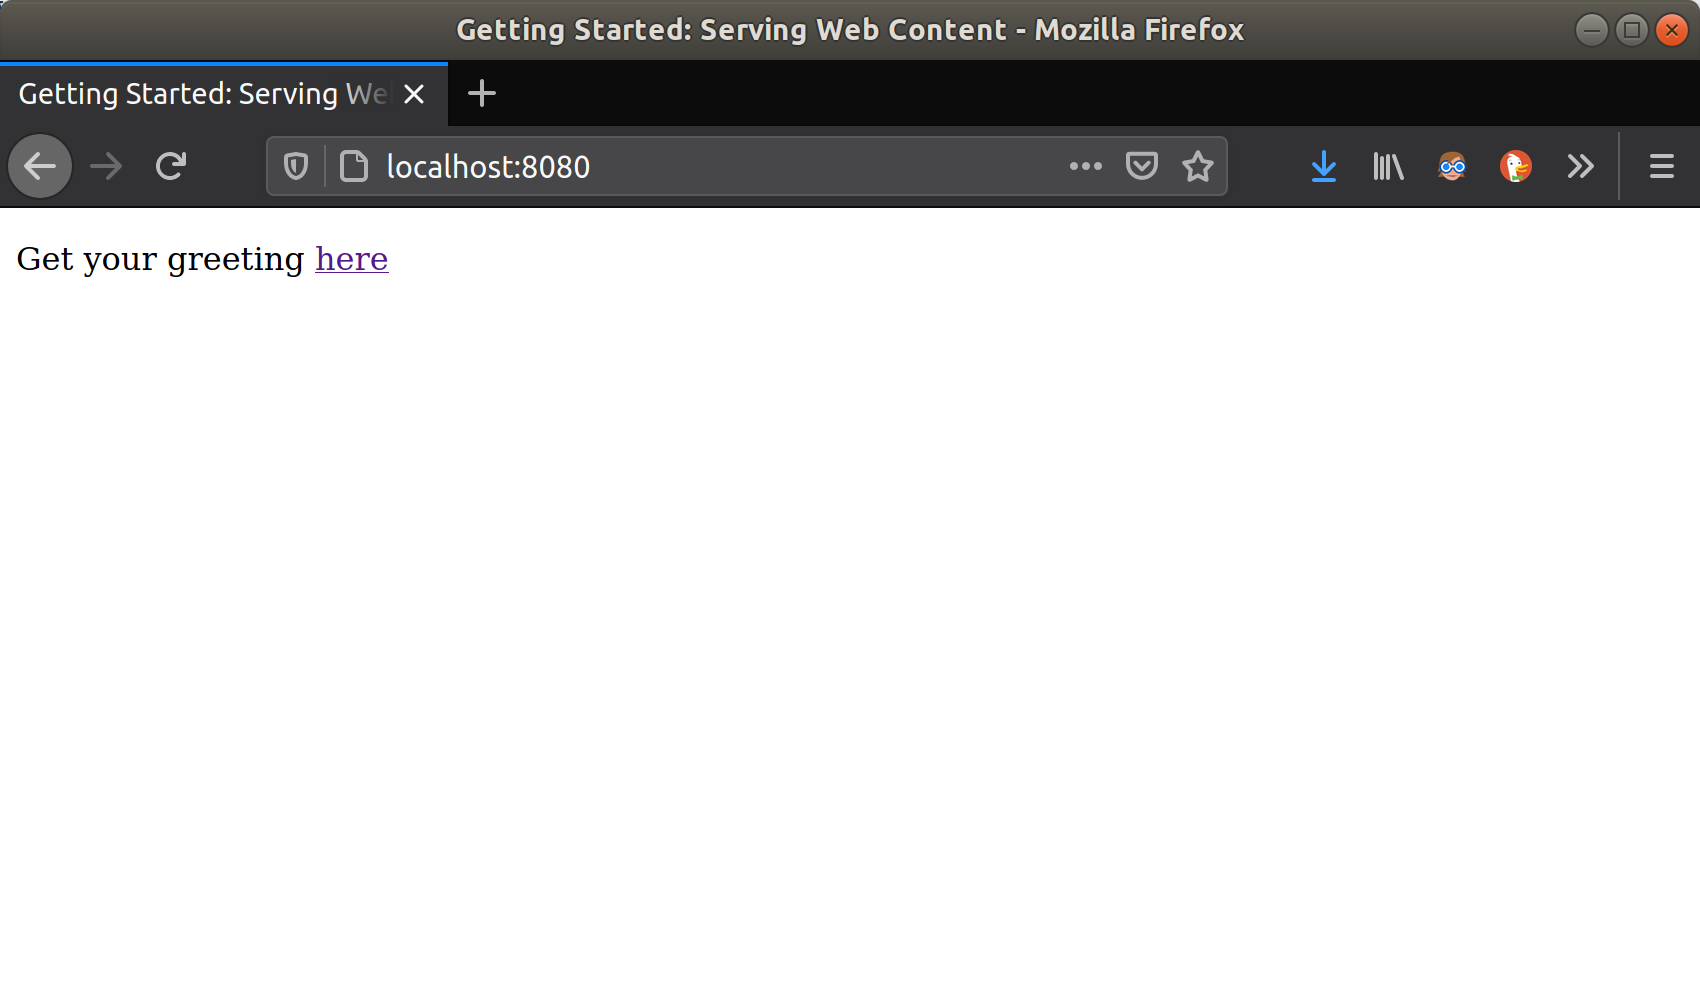 Getting Started: Serving Web Content - Mozilla Firefox
Getting Started: Serving We
localhost:8080
Get your greeting here